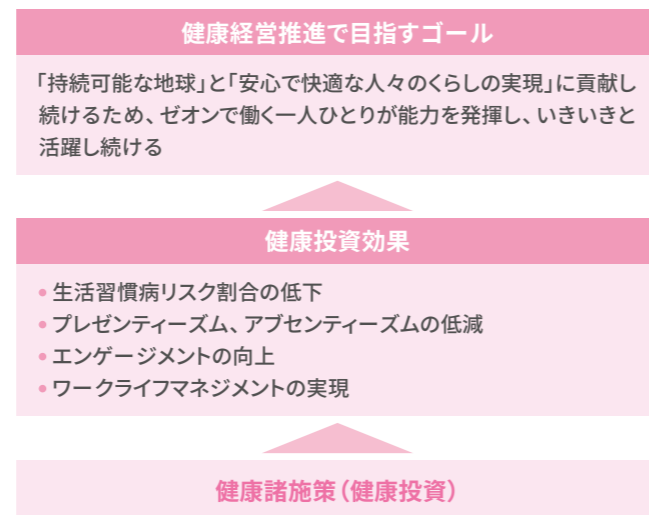 健康経営推進で目指すゴール
「持続可能な地球」と「安心で快適な人々のくらしの実現」に貢献し
続けるため、ゼオンで働く一人ひとりが能力を発揮し、いきいきと
活躍し続ける
健康投資効果
• 生活習慣病リスク割合の低下
• プレゼンティーズム、アブセンティーズムの低減
• エンゲージメントの向上
• ワークライフマネジメントの実現
健康諸施策（健康投資）